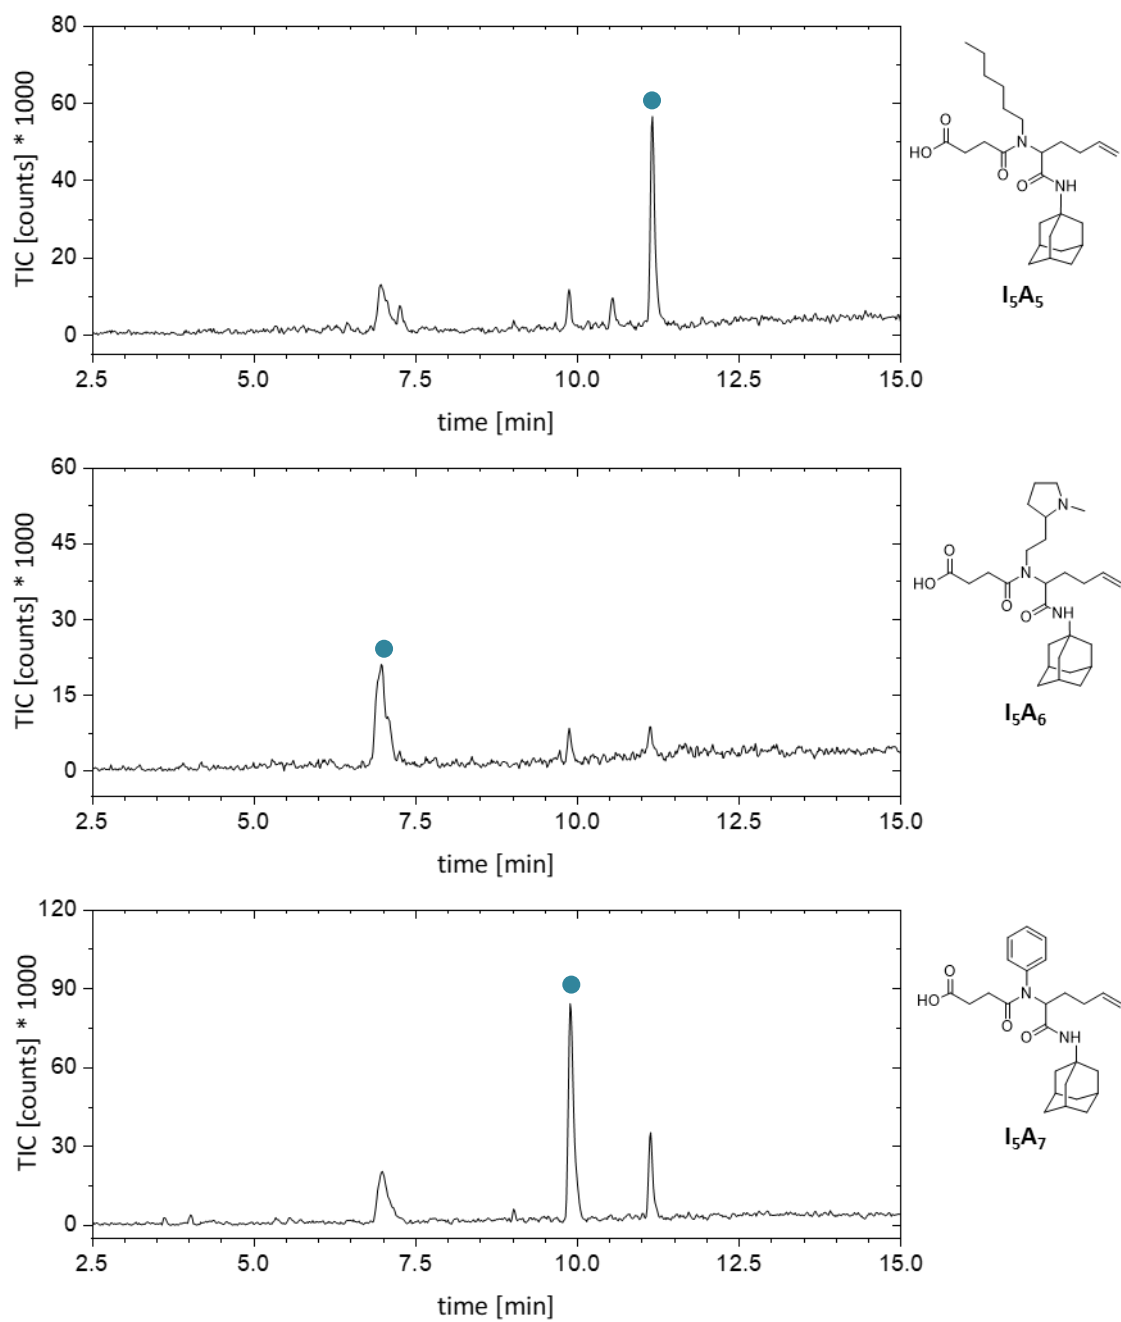 TIC [counts] * 1000
80
60
40
20
0
2.5 5.0 7.5 10.0 12.5 15.0
time [min]
O
HO
N
O
O
NH
I₅A₅
TIC [counts] * 1000
60
45
30
15
0
2.5 5.0 7.5 10.0 12.5 15.0
time [min]
N
O
HO
N
O
O
NH
I₅A₆
TIC [counts] * 1000
120
90
60
30
0
2.5 5.0 7.5 10.0 12.5 15.0
time [min]
O
HO
N
O
O
NH
I₅A₇